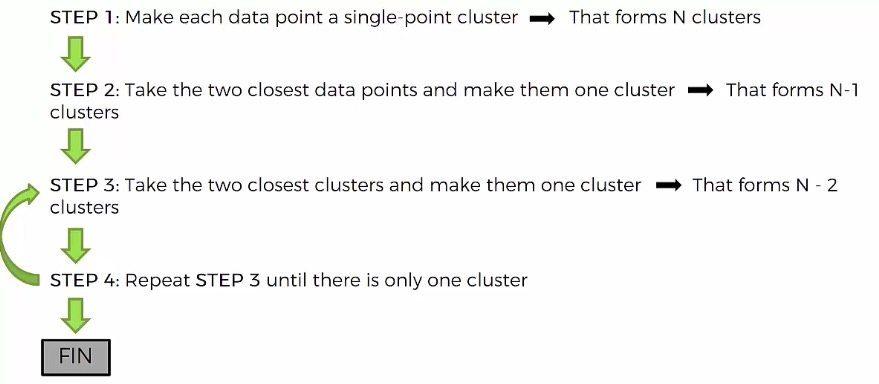 STEP 1: Make each data point a single-point cluster ➡ That forms N clusters
STEP 2: Take the two closest data points and make them one cluster ➡ That forms N-1
clusters
STEP 3: Take the two closest clusters and make them one cluster ➡ That forms N - 2
clusters
STEP 4: Repeat STEP 3 until there is only one cluster
FIN